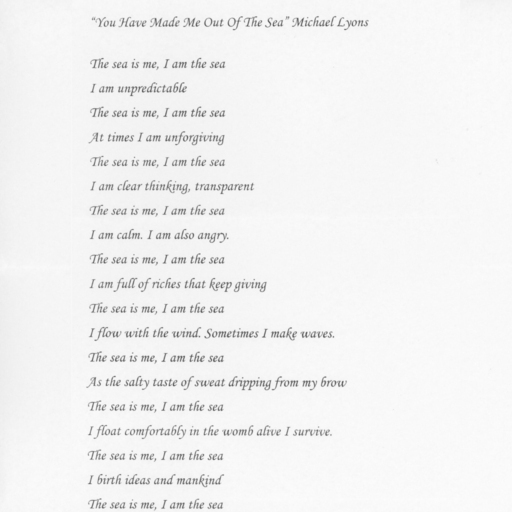 “You Have Made Me Out Of The Sea” Michael Lyons
The sea is me, I am the sea
I am unpredictable
The sea is me, I am the sea
At times I am unforgiving
The sea is me, I am the sea
I am clear thinking, transparent
The sea is me, I am the sea
I am calm. I am also angry.
The sea is me, I am the sea
I am full of riches that keep giving
The sea is me, I am the sea
I flow with the wind. Sometimes I make waves.
The sea is me, I am the sea
As the salty taste of sweat dripping from my brow
The sea is me, I am the sea
I float comfortably in the womb alive I survive.
The sea is me, I am the sea
I birth ideas and mankind
The sea is me, I am the sea